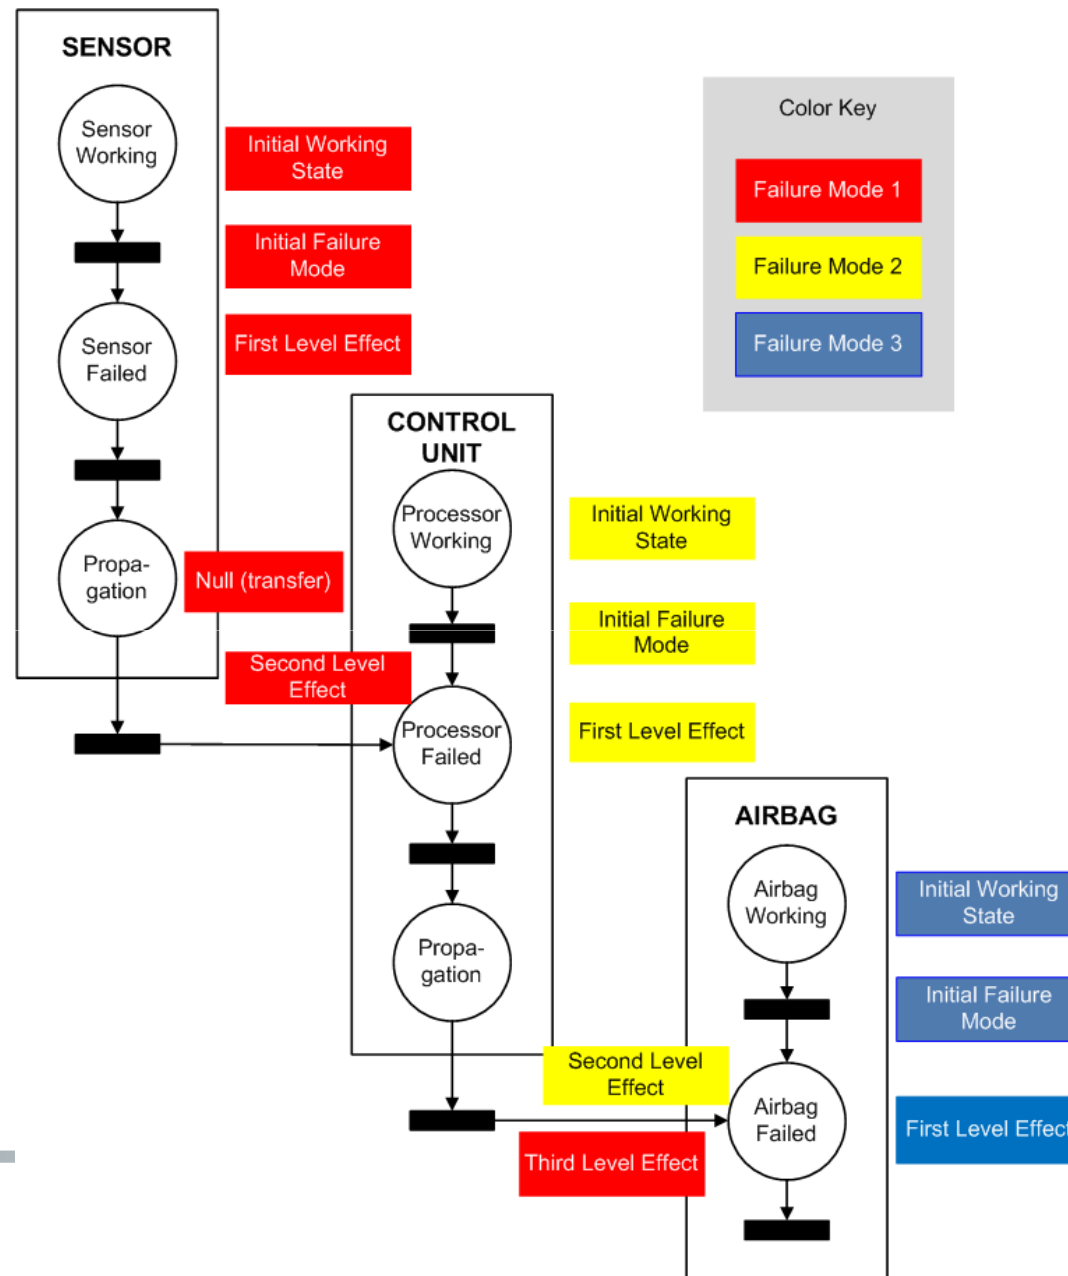 SENSOR
Sensor
Working
Initial Working
State
Initial Failure
Mode
Sensor
Failed
First Level Effect
Propa-
gation
Null (transfer)
Second Level
Effect
Color Key
Failure Mode 1
Failure Mode 2
Failure Mode 3
CONTROL
UNIT
Processor
Working
Initial Working
State
Initial Failure
Mode
Processor
Failed
First Level Effect
Propa-
gation
Second Level
Effect
Third Level Effect
AIRBAG
Airbag
Working
Initial Working
State
Initial Failure
Mode
Airbag
Failed
First Level Effect